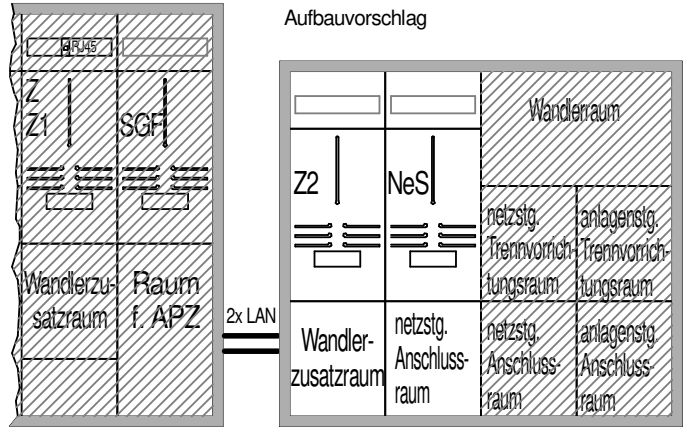 Aufbauvorschlag
RJ45
Z
Z1
SGF
Wandlerzu-
satzraum
Raum
f. APZ
2x LAN
Z2
NeS
Wandlerraum
netzstg.
Trennvorrich-
tungsraum
anlagenstg.
Trennvorrich-
tungsraum
Wandler-
zusatzraum
netzstg.
Anschluss-
raum
netzstg.
Anschluss-
raum
anlagenstg.
Anschluss-
raum